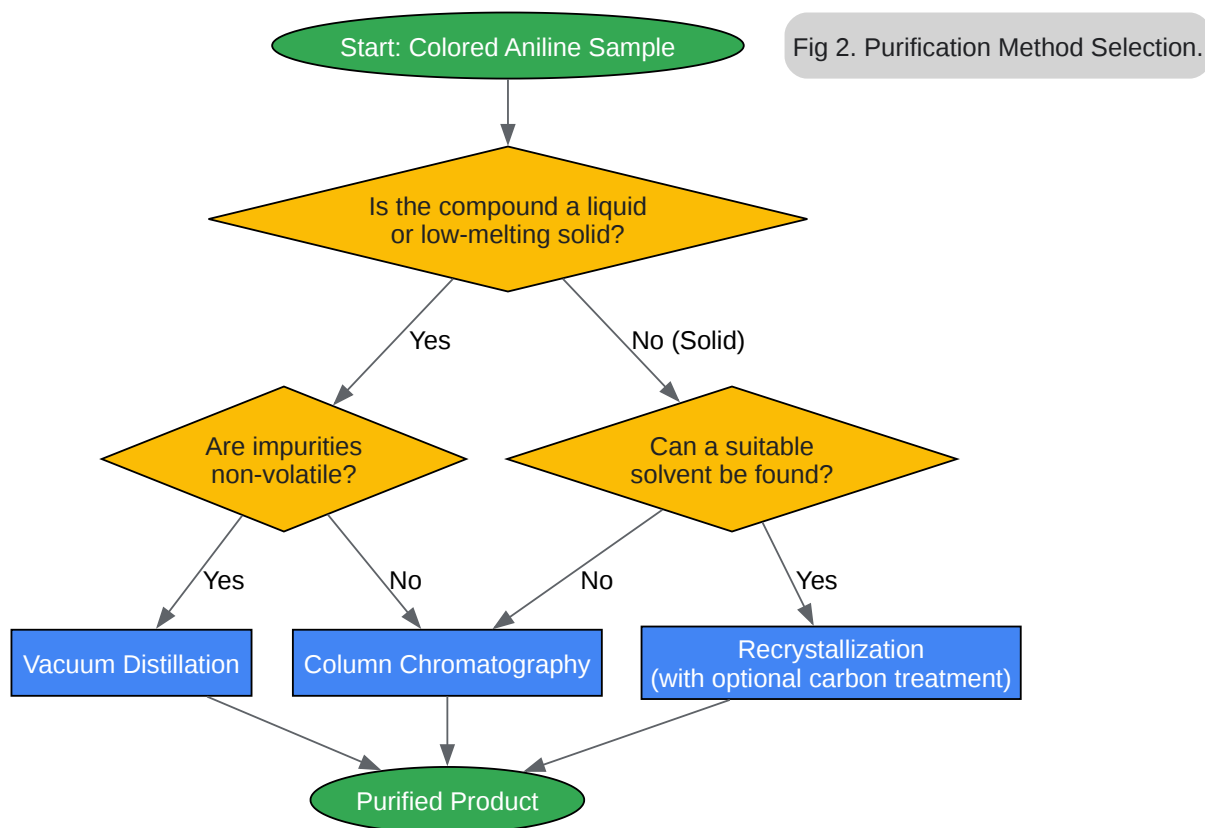 Start: Colored Aniline Sample
Fig 2. Purification Method Selection.
Is the compound a liquid
or low-melting solid?
Yes
No (Solid)
Are impurities
non-volatile?
Can a suitable
solvent be found?
Yes
No
No
Yes
Vacuum Distillation
Column Chromatography
Recrystallization
(with optional carbon treatment)
Purified Product